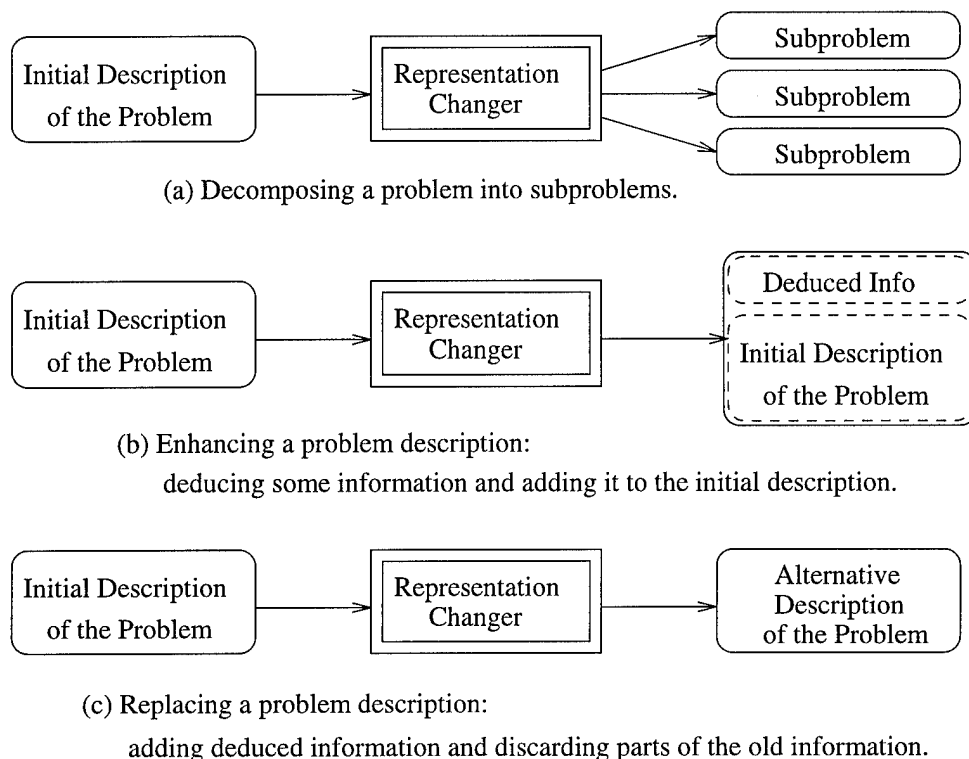 Initial Description
of the Problem
Representation
Changer
Subproblem
Subproblem
Subproblem
(a) Decomposing a problem into subproblems.
Initial Description
of the Problem
Representation
Changer
Deduced Info
Initial Description
of the Problem
(b) Enhancing a problem description:
deducing some information and adding it to the initial description.
Initial Description
of the Problem
Representation
Changer
Alternative
Description
of the Problem
(c) Replacing a problem description:
adding deduced information and discarding parts of the old information.